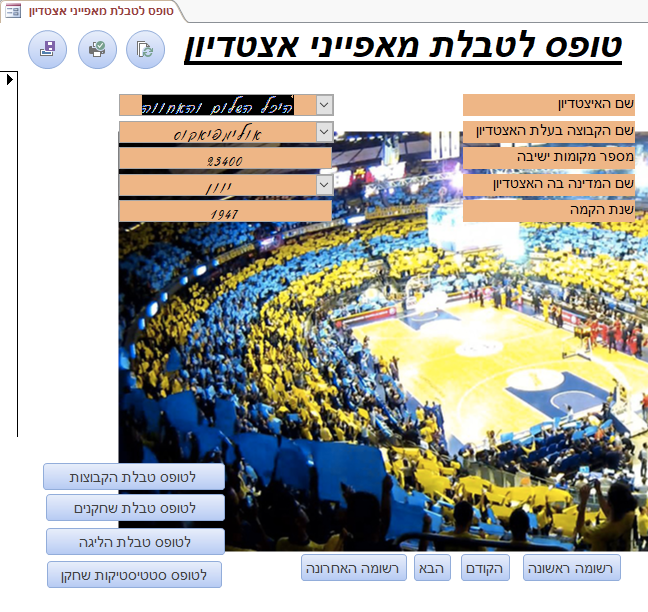 טופס לטבלת מאפייני אצטדיון
טופס לטבלת מאפייני אצטדיון
שם האיצטדיון היכל השלום והאחווה
שם הקבוצה בעלת האצטדיון אולימפיאקוס
מספר מקומות ישיבה 23400
שם המדינה בה האצטדיון יוון
שנת הקמה 1947
לטופס טבלת הקבוצות
לטופס טבלת שחקנים
לטופס טבלת הליגה
לטופס סטטיסטיקות שחקן
רשומה ראשונה הקודם הבא רשומה האחרונה